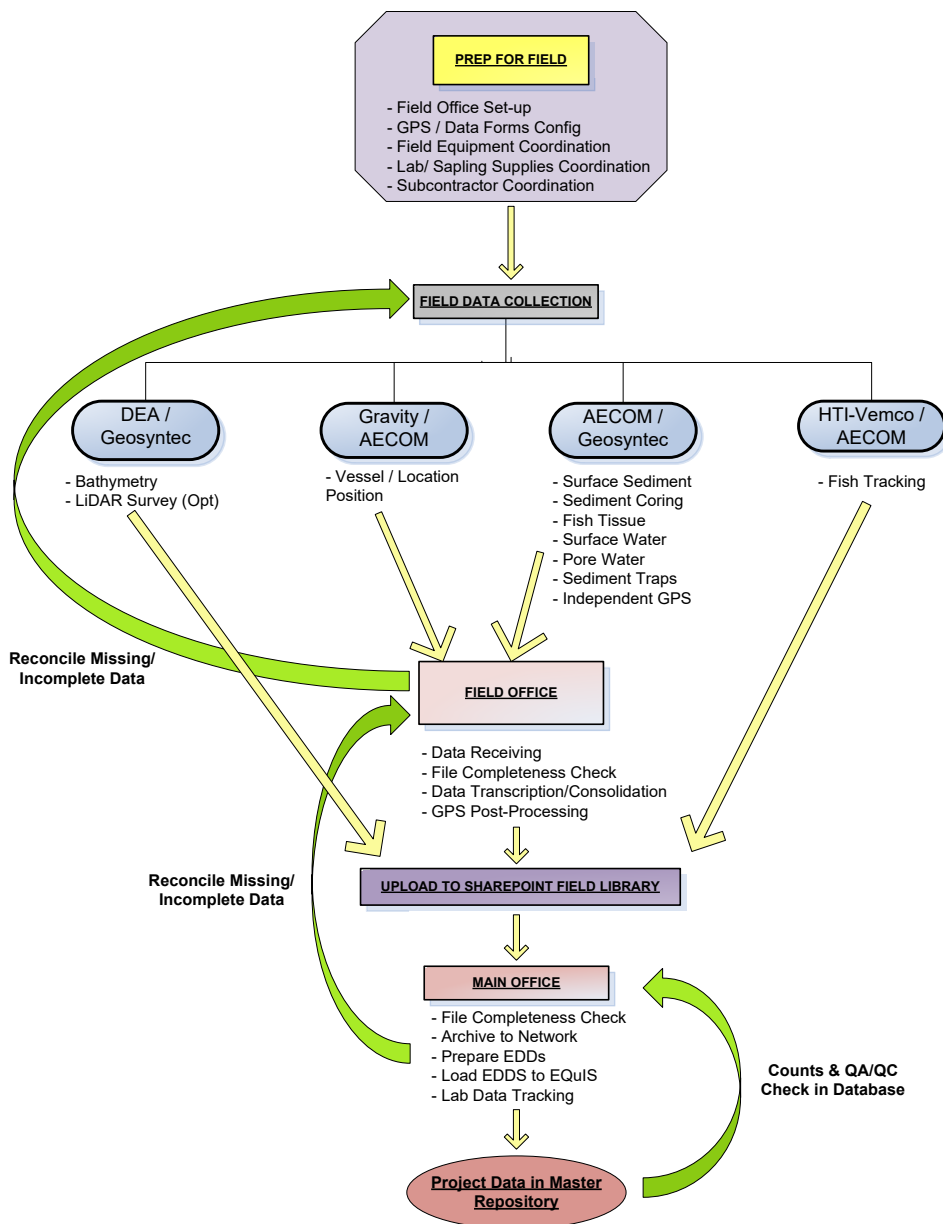 PREP FOR FIELD
- Field Office Set-up
- GPS / Data Forms Config
- Field Equipment Coordination
- Lab/ Sapling Supplies Coordination
- Subcontractor Coordination
FIELD DATA COLLECTION
DEA /
Geosyntec
- Bathymetry
- LiDAR Survey (Opt)
Gravity /
AECOM
- Vessel / Location
Position
AECOM /
Geosyntec
- Surface Sediment
- Sediment Coring
- Fish Tissue
- Surface Water
- Pore Water
- Sediment Traps
- Independent GPS
HTI-Vemco /
AECOM
- Fish Tracking
Reconcile Missing/
Incomplete Data
FIELD OFFICE
- Data Receiving
- File Completeness Check
- Data Transcription/Consolidation
- GPS Post-Processing
Reconcile Missing/
Incomplete Data
UPLOAD TO SHAREPOINT FIELD LIBRARY
MAIN OFFICE
- File Completeness Check
- Archive to Network
- Prepare EDDs
- Load EDDS to EQuIS
- Lab Data Tracking
Counts & QA/QC
Check in Database
Project Data in Master
Repository